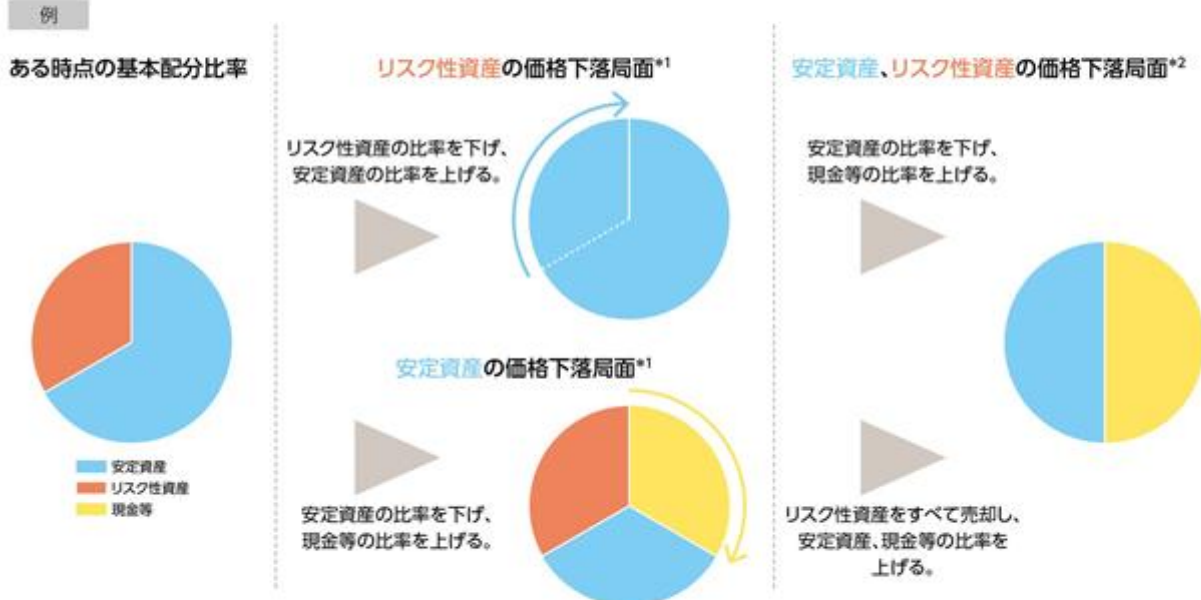 例
ある時点の基本配分比率
安定資産
リスク性資産
現金等
リスク性資産の価格下落局面*1
リスク性資産の比率を下げ、
安定資産の比率を上げる。
安定資産の価格下落局面*1
安定資産の比率を下げ、
現金等の比率を上げる。
安定資産、リスク性資産の価格下落局面*2
安定資産の比率を下げ、
現金等の比率を上げる。
リスク性資産をすべて売却し、
安定資産、現金等の比率を
上げる。